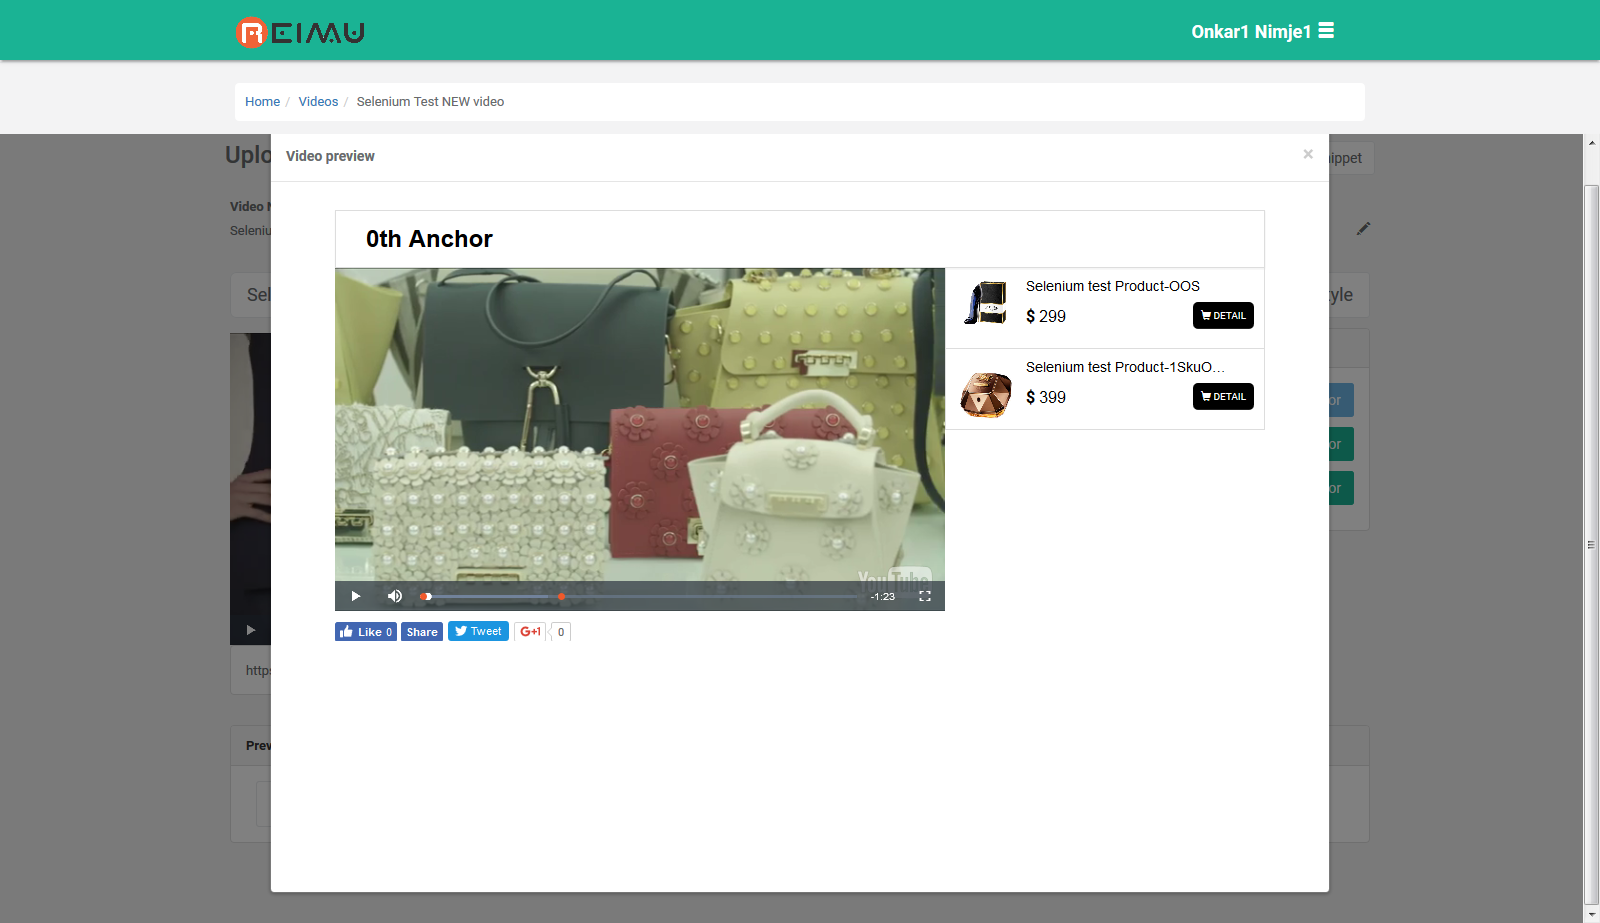 REIMU
Onkar1 Nimje1
Home / Videos / Selenium Test NEW video
Uplo
ippet
Video preview ×
Video N
Seleniu
0th Anchor
Sel
yle
Selenium test Product-OOS
$ 299 DETAIL
Selenium test Product-1SkuO...
$ 399 DETAIL
or
or
or
YouTube
-1:23
Like 0 Share Tweet G+1 0
https
Prev